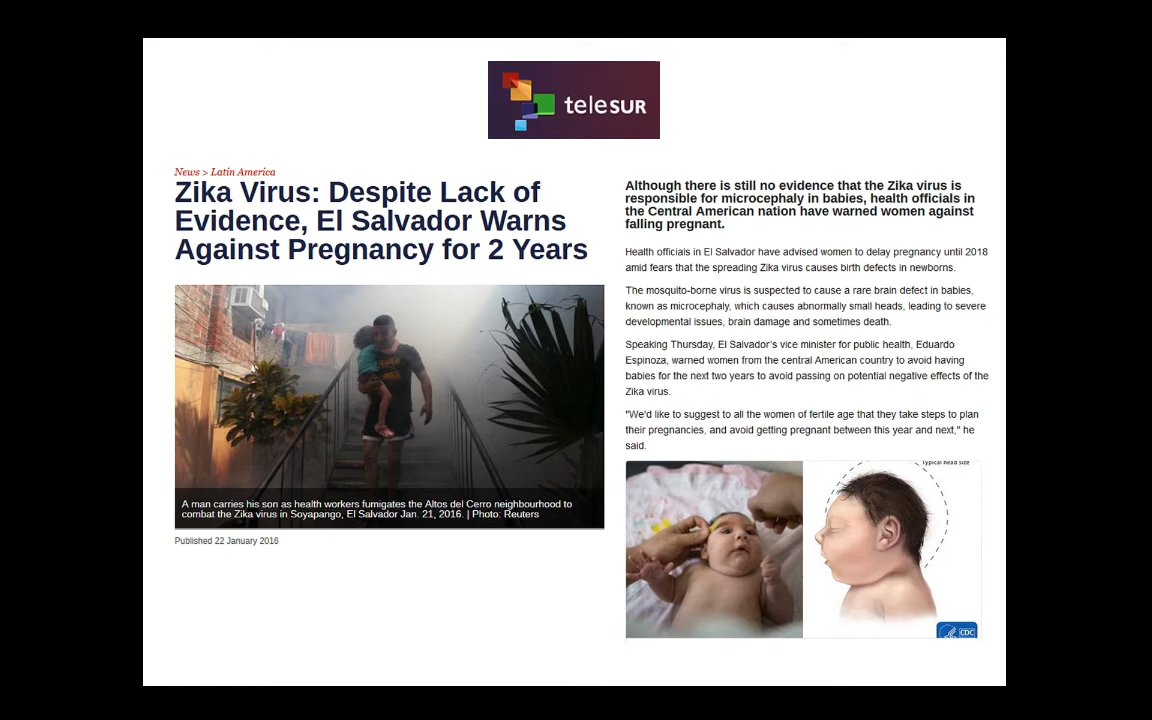 teleSUR
News > Latin America
Zika Virus: Despite Lack of
Evidence, El Salvador Warns
Against Pregnancy for 2 Years
A man carries his son as health workers fumigates the Altos del Cerro neighbourhood to
combat the Zika virus in Soyapango, El Salvador Jan. 21, 2016. | Photo: Reuters
Published 22 January 2016
Although there is still no evidence that the Zika virus is
responsible for microcephaly in babies, health officials in
the Central American nation have warned women against
falling pregnant.
Health officials in El Salvador have advised women to delay pregnancy until 2018
amid fears that the spreading Zika virus causes birth defects in newborns.
The mosquito-borne virus is suspected to cause a rare brain defect in babies,
known as microcephaly, which causes abnormally small heads, leading to severe
developmental issues, brain damage and sometimes death.
Speaking Thursday, El Salvador's vice minister for public health, Eduardo
Espinoza, warned women from the central American country to avoid having
babies for the next two years to avoid passing on potential negative effects of the
Zika virus.
"We'd like to suggest to all the women of fertile age that they take steps to plan
their pregnancies, and avoid getting pregnant between this year and next," he
said.
Typical head size
CDC